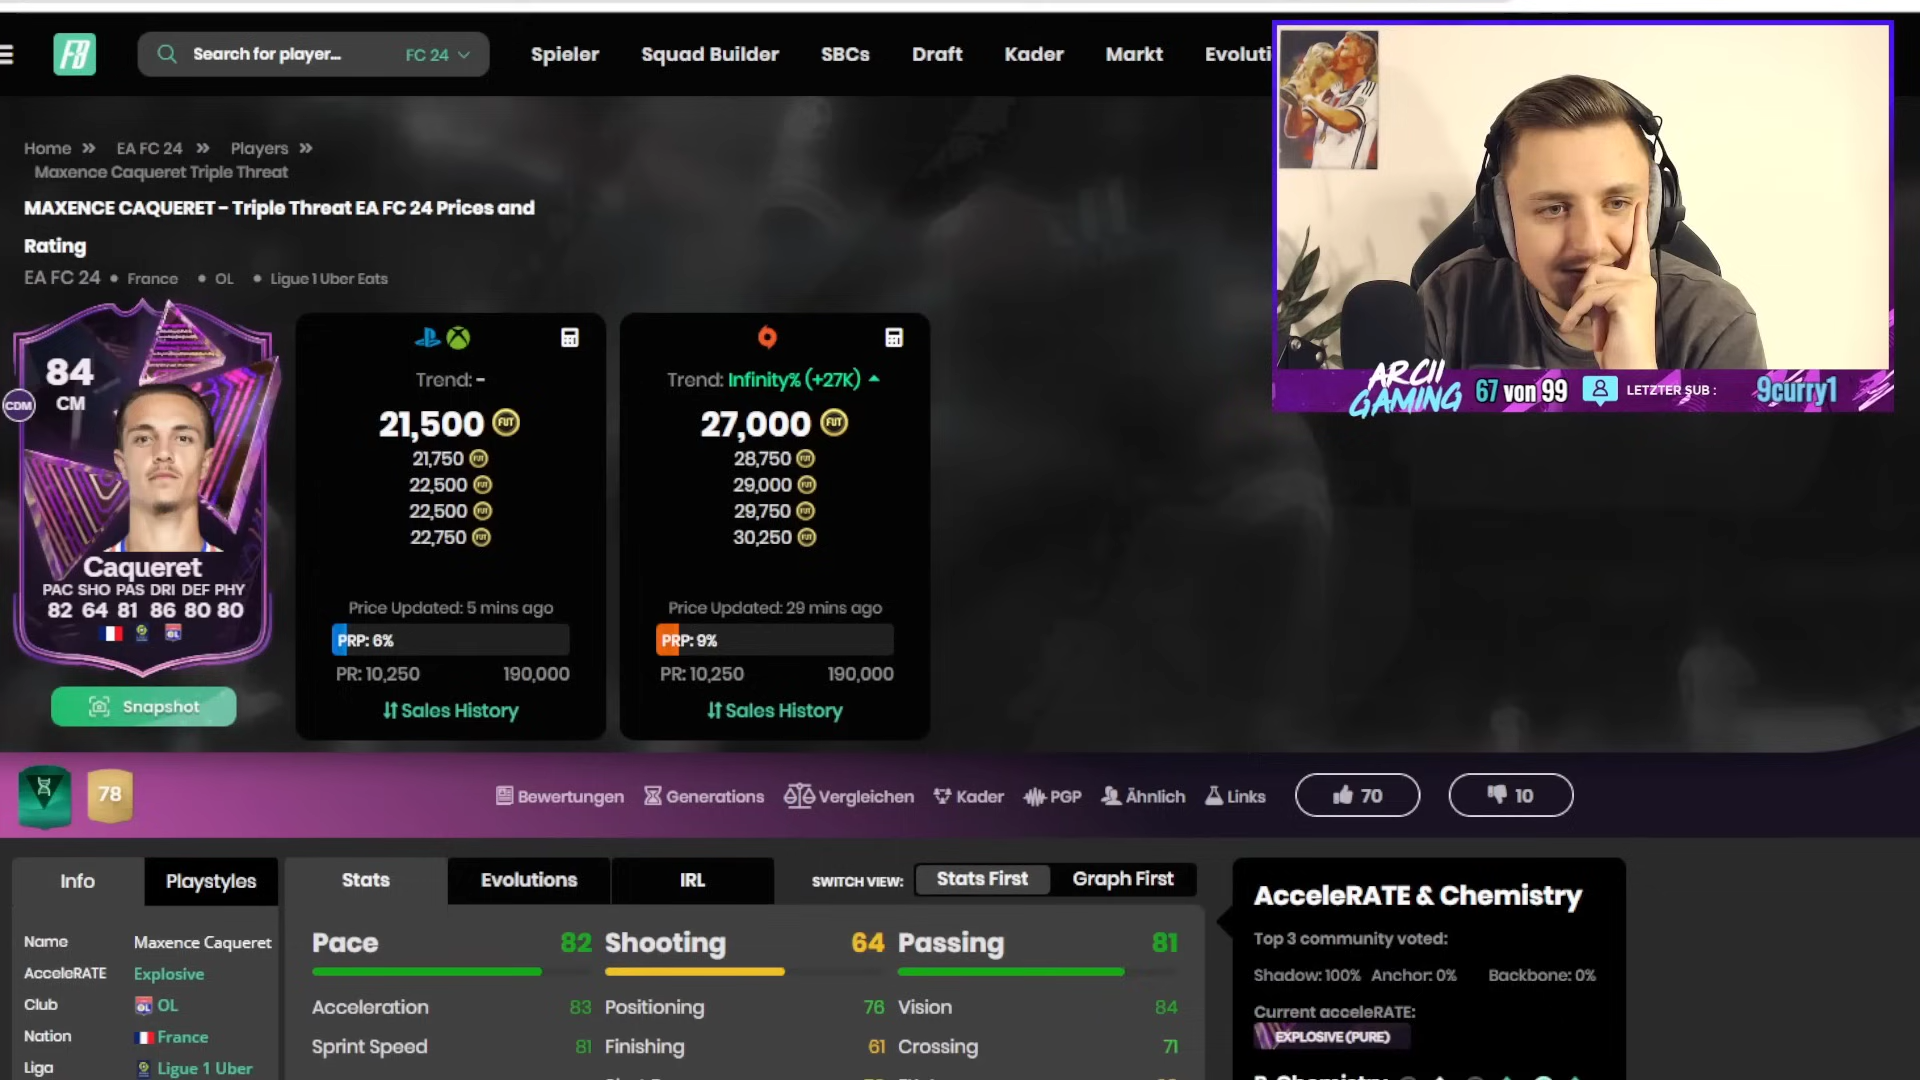 Search for player...
FC 24
Spieler
Squad Builder
SBCs
Draft
Kader
Markt
Evoluti
Home » EA FC 24 » Players »
Maxence Caqueret Triple Threat
MAXENCE CAQUERET - Triple Threat EA FC 24 Prices and
Rating
EA FC 24 • France • OL • Ligue 1 Uber Eats
84
CM
CDM
Caqueret
PAC SHO PAS DRI DEF PHY
82 64 81 86 80 80
Snapshot
Trend: -
21,500
21,750
22,500
22,500
22,750
Price Updated: 5 mins ago
PRP: 6%
PR: 10,250 190,000
Sales History
Trend: Infinity% (+27K)
27,000
28,750
29,000
29,750
30,250
Price Updated: 29 mins ago
PRP: 9%
PR: 10,250 190,000
Sales History
ARCII
GAMING
67 von 99
LETZTER SUB :
9curry1
78
Bewertungen
Generations
Vergleichen
Kader
PGP
Ähnlich
Links
70
10
Info
Playstyles
Stats
Evolutions
IRL
SWITCH VIEW:
Stats First
Graph First
Name Maxence Caqueret
AcceleRATE Explosive
Club OL
Nation France
Liga Ligue 1 Uber
Pace 82
Acceleration 83
Sprint Speed 81
Shooting 64
Positioning 76
Finishing 61
Passing 81
Vision 84
Crossing 71
AcceleRATE & Chemistry
Top 3 community voted:
Shadow: 100% Anchor: 0% Backbone: 0%
Current acceleRATE:
EXPLOSIVE (PURE)